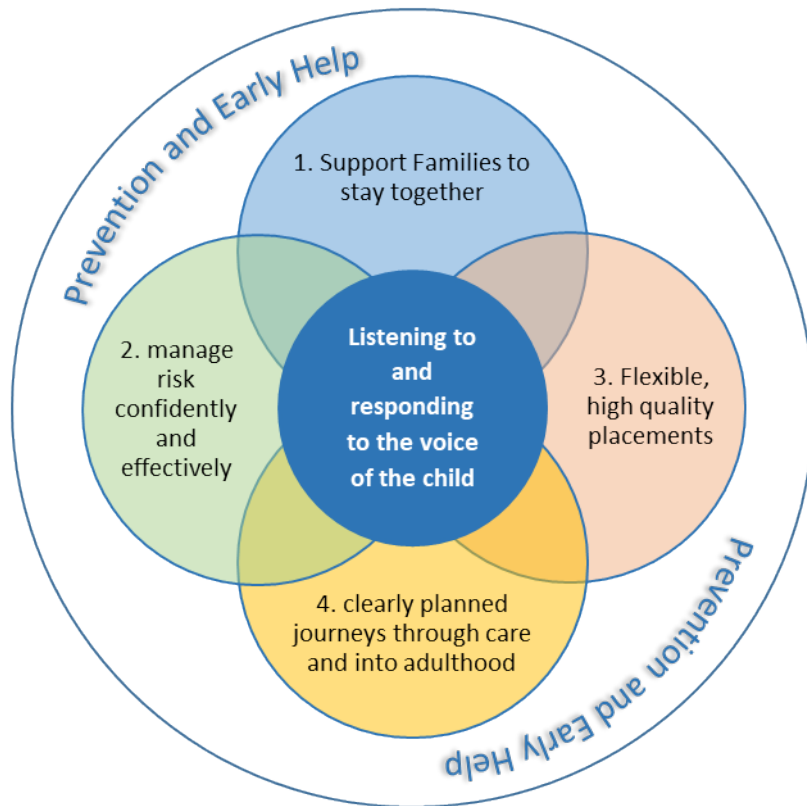 Prevention and Early Help
1. Support Families to
stay together
2. manage
risk
confidently
and
effectively
Listening to
and
responding
to the voice
of the child
3. Flexible,
high quality
placements
4. clearly planned
journeys through care
and into adulthood
Prevention and Early Help